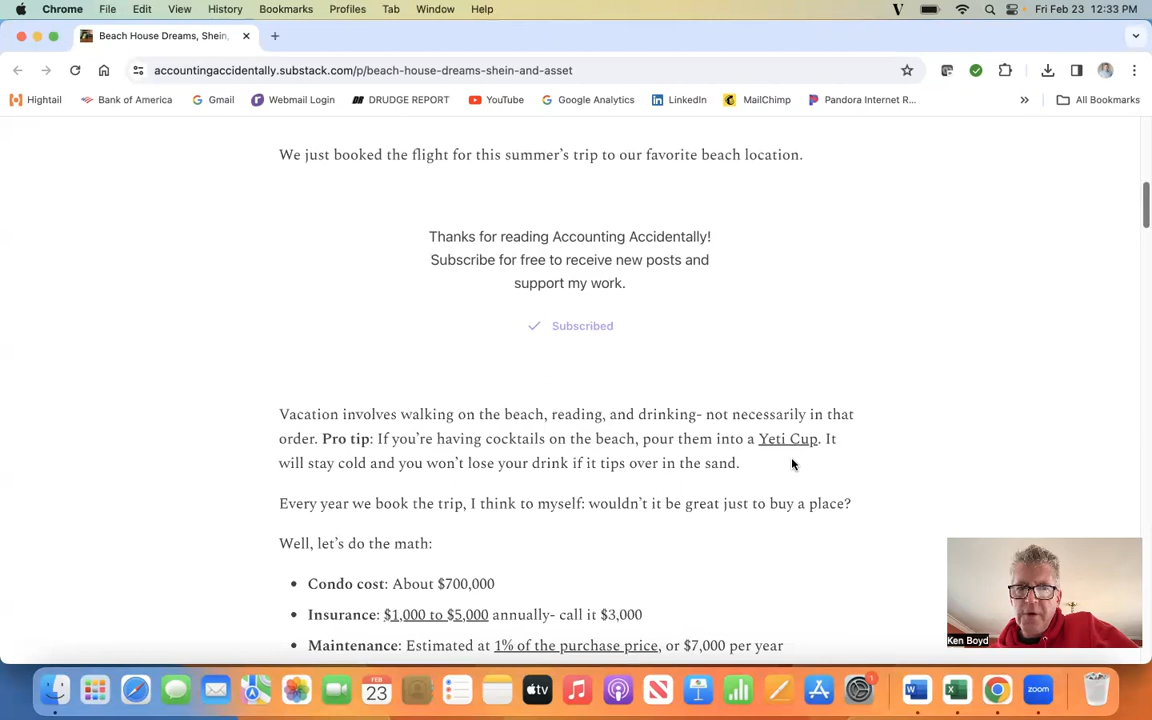 Chrome File Edit View History Bookmarks Profiles Tab Window Help Fri Feb 23 12:33 PM
Beach House Dreams, Shein,
accountingaccidentally.substack.com/p/beach-house-dreams-shein-and-asset
Hightail Bank of America Gmail Webmail Login DRUDGE REPORT YouTube Google Analytics LinkedIn MailChimp Pandora Internet R... All Bookmarks
We just booked the flight for this summer's trip to our favorite beach location.
Thanks for reading Accounting Accidentally!
Subscribe for free to receive new posts and
support my work.
Subscribed
Vacation involves walking on the beach, reading, and drinking- not necessarily in that
order. Pro tip: If you're having cocktails on the beach, pour them into a Yeti Cup. It
will stay cold and you won't lose your drink if it tips over in the sand.
Every year we book the trip, I think to myself: wouldn't it be great just to buy a place?
Well, let's do the math:
• Condo cost: About $700,000
• Insurance: $1,000 to $5,000 annually- call it $3,000
• Maintenance: Estimated at 1% of the purchase price, or $7,000 per year
Ken Boyd
FEB
23
tv
1
zoom